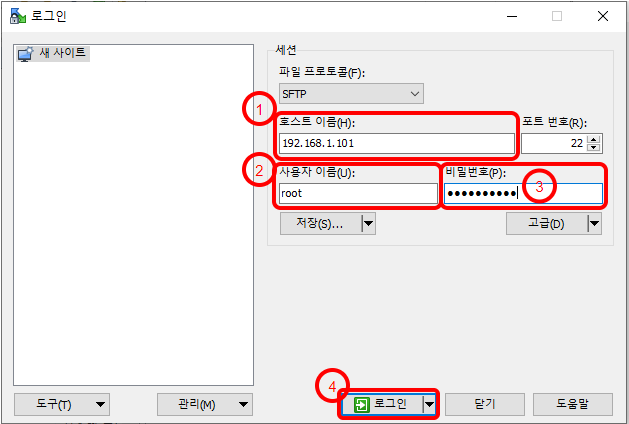 로그인
새 사이트
세션
파일 프로토콜(F):
SFTP
1
호스트 이름(H):
포트 번호(R):
192.168.1.101
22
2
사용자 이름(U):
비밀번호(P):
3
root
●●●●●●●●●●
저장(S)...
고급(D)
4
도구(T)
관리(M)
로그인
닫기
도움말